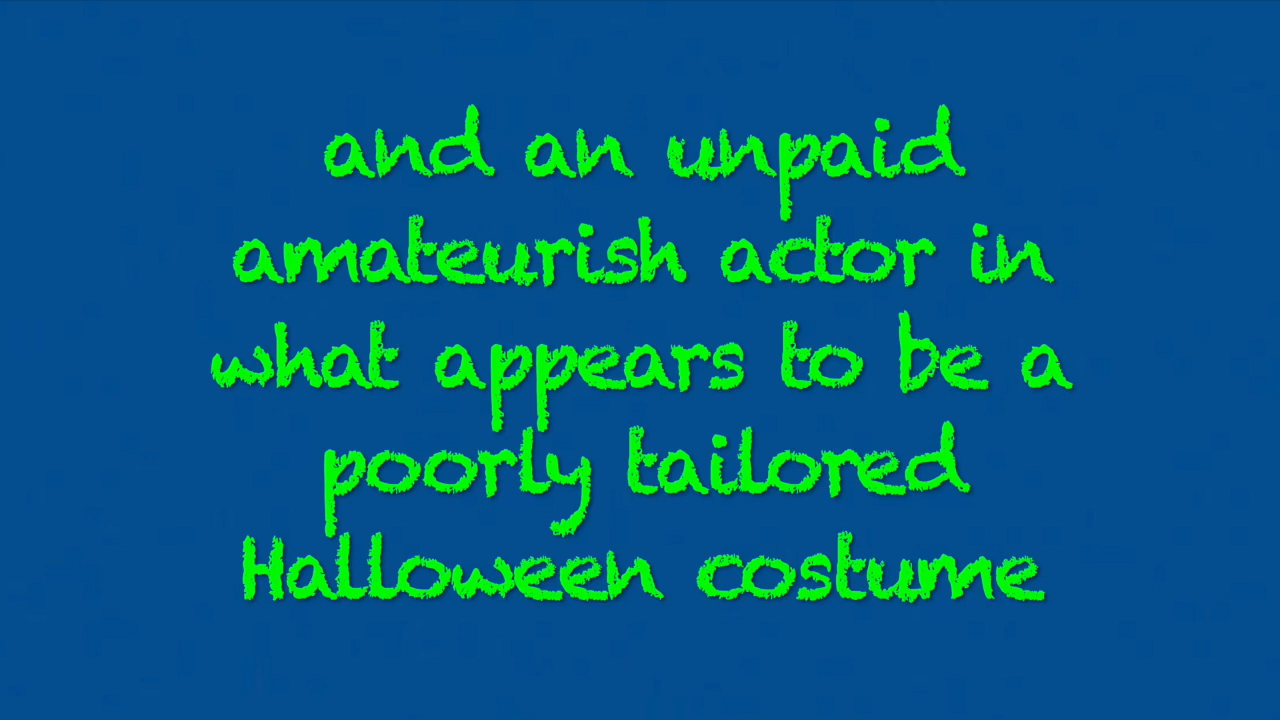 and an unpaid
amateurish actor in
what appears to be a
poorly tailored
Halloween costume